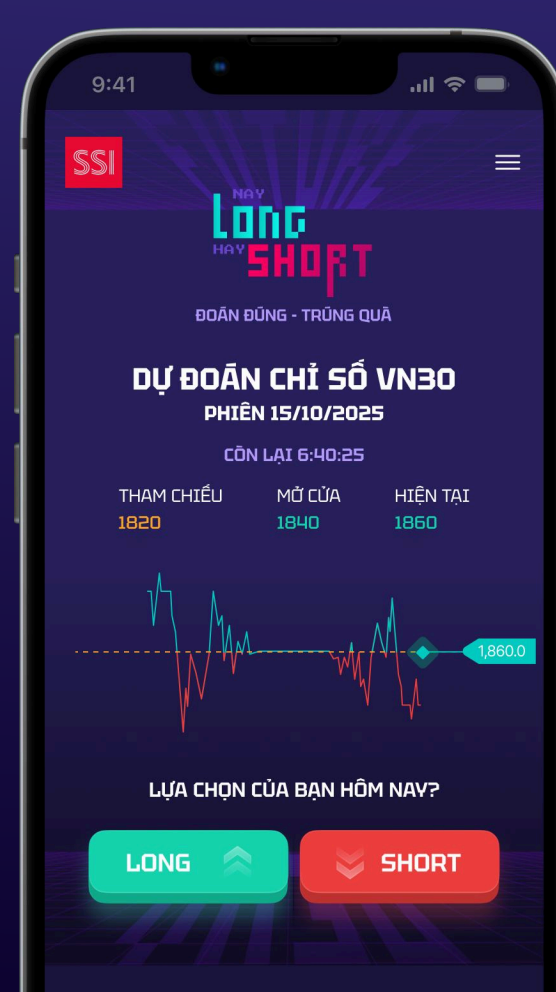 9:41
SSI
NAY
LONG
HAY SHORT
ĐOÁN ĐÚNG - TRÚNG QUÀ
DỰ ĐOÁN CHỈ SỐ VN30
PHIÊN 15/10/2025
CÒN LẠI 6:40:25
THAM CHIẾU MỞ CỬA HIỆN TẠI
1820 1840 1860
1,860.0
LỰA CHỌN CỦA BẠN HÔM NAY?
LONG SHORT